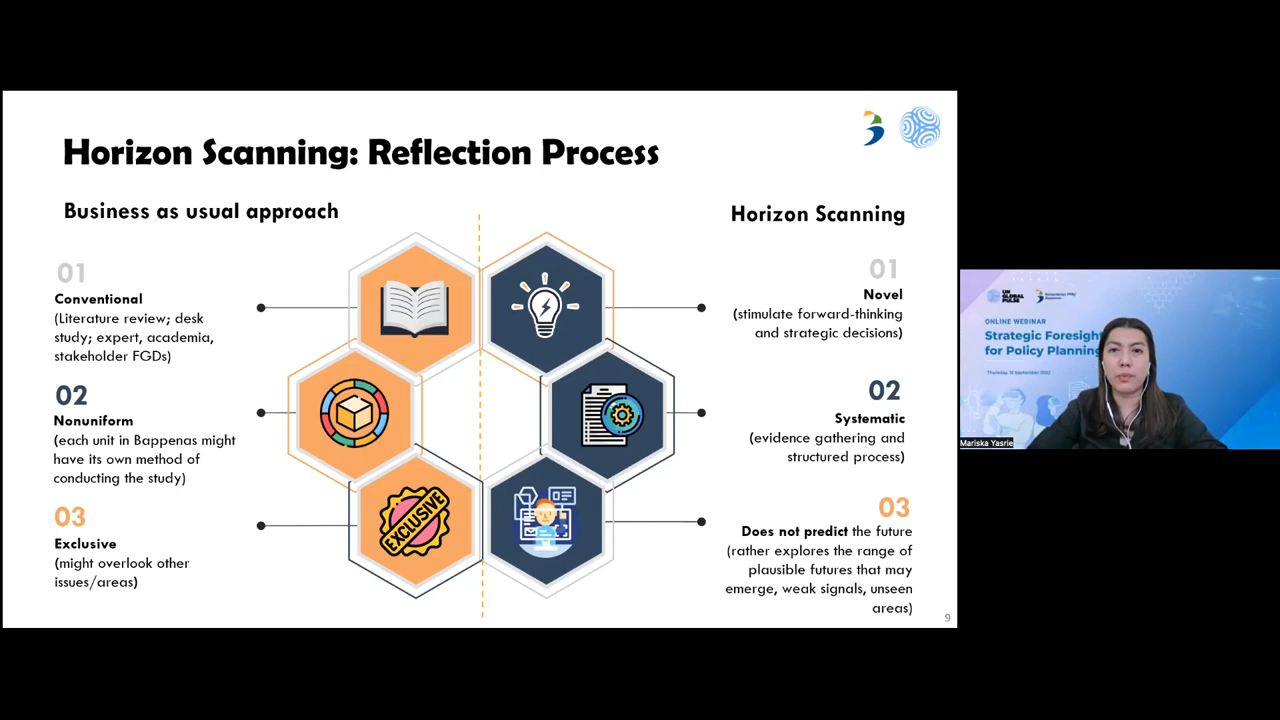 Horizon Scanning: Reflection Process
Business as usual approach
01
Conventional
(Literature review; desk
study; expert, academia,
stakeholder FGDs)
02
Nonuniform
(each unit in Bappenas might
have its own method of
conducting the study)
03
Exclusive
(might overlook other
issues/areas)
EXCLUSIVE
Horizon Scanning
01
Novel
(stimulate forward-thinking
and strategic decisions)
02
Systematic
(evidence gathering and
structured process)
03
Does not predict the future
(rather explores the range of
plausible futures that may
emerge, weak signals, unseen
areas)
9
UN
GLOBAL
PULSE
ONLINE WEBINAR
Strategic Foresight
for Policy Planning
Mariska Yasrie